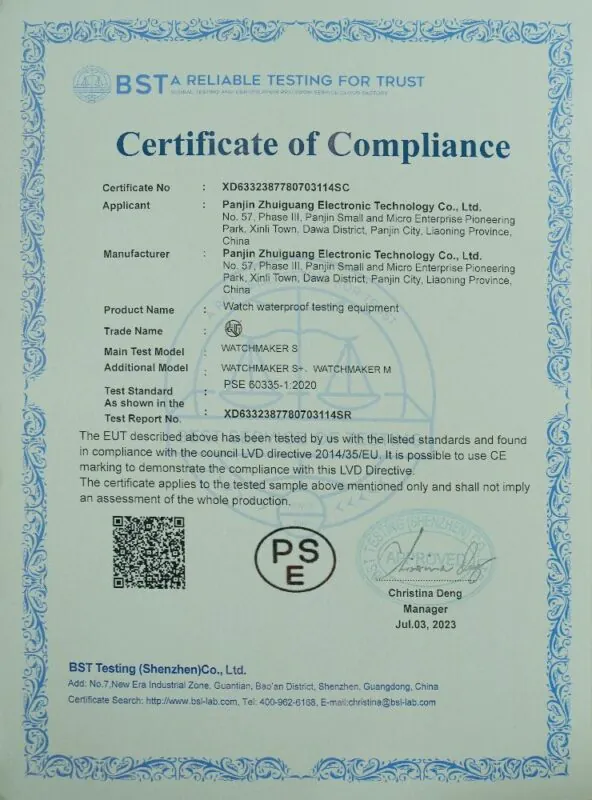 BST A RELIABLE TESTING FOR TRUST
Certificate of Compliance
Certificate No : XD6332387780703114SC
Applicant : Panjin Zhuiguang Electronic Technology Co., Ltd.
No. 57, Phase III, Panjin Small and Micro Enterprise Pioneering
Park, Xinli Town, Dawa District, Panjin City, Liaoning Province,
China
Manufacturer : Panjin Zhuiguang Electronic Technology Co., Ltd.
No. 57, Phase III, Panjin Small and Micro Enterprise Pioneering
Park, Xinli Town, Dawa District, Panjin City, Liaoning Province,
China
Product Name : Watch waterproof testing equipment
Trade Name :
Main Test Model : WATCHMAKER S
Additional Model : WATCHMAKER S+、WATCHMAKER M
Test Standard : PSE 60335-1:2020
As shown in the
Test Report No. : XD6332387780703114SR
The EUT described above has been tested by us with the listed standards and found
in compliance with the council LVD directive 2014/35/EU. It is possible to use CE
marking to demonstrate the compliance with this LVD Directive.
The certificate applies to the tested sample above mentioned only and shall not imply
an assessment of the whole production.
PS
E
APPROVED
Christina Deng
Manager
Jul.03, 2023
BST Testing (Shenzhen)Co., Ltd.
Add: No.7,New Era Industrial Zone, Guantian, Bao'an District, Shenzhen, Guangdong, China
Certificate Search: http://www.bsl-lab.com, Tel: 400-962-6168, E-mail:christina@bsl-lab.com